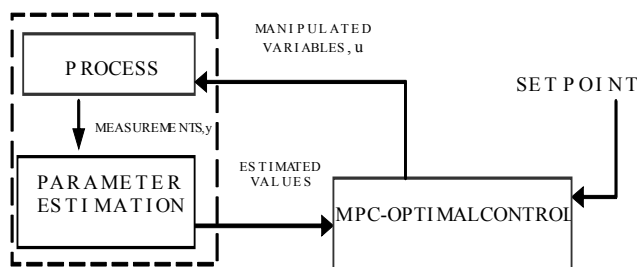 MANIPULATED
VARIABLES, u
PROCESS
SETPOINT
MEASUREMENTS,y
ESTIMATED
VALUES
PARAMETER
ESTIMATION
MPC-OPTIMALCONTROL